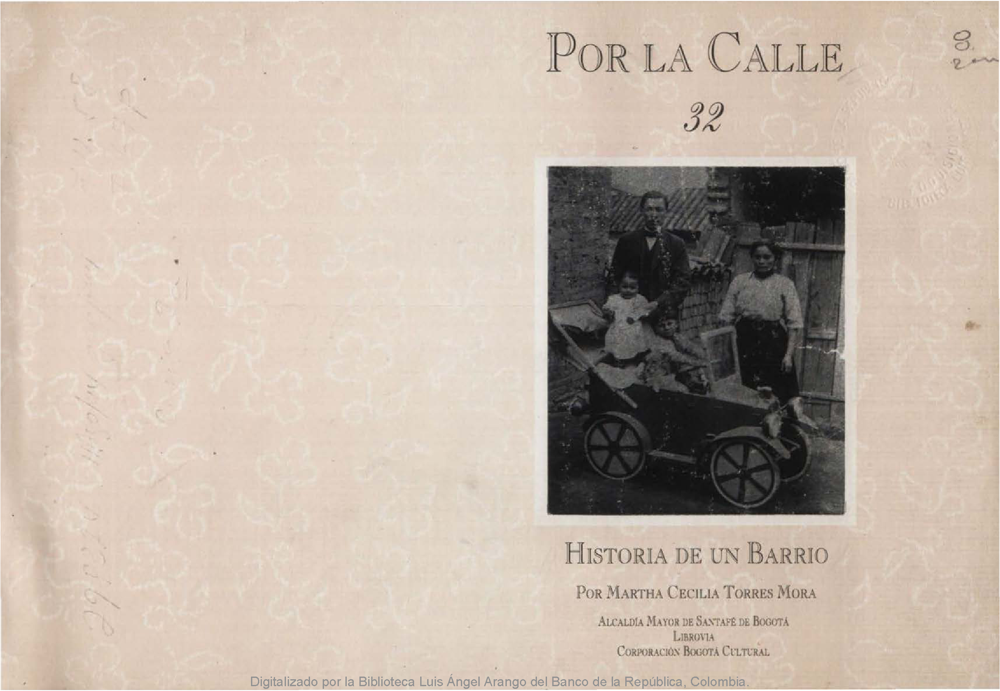 POR LA CALLE
32
HISTORIA DE UN BARRIO
POR MARTHA CECILIA TORRES MORA
ALCALDÍA MAYOR DE SANTAFÉ DE BOGOTÁ
LIBROVIA
CORPORACIÓN BOGOTÁ CULTURAL
Digitalizado por la Biblioteca Luis Ángel Arango del Banco de la República, Colombia.